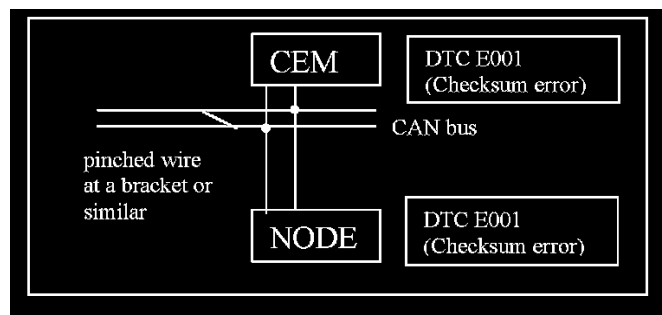 CEM
DTC E001
(Checksum error)
CAN bus
pinched wire
at a bracket or
similar
NODE
DTC E001
(Checksum error)